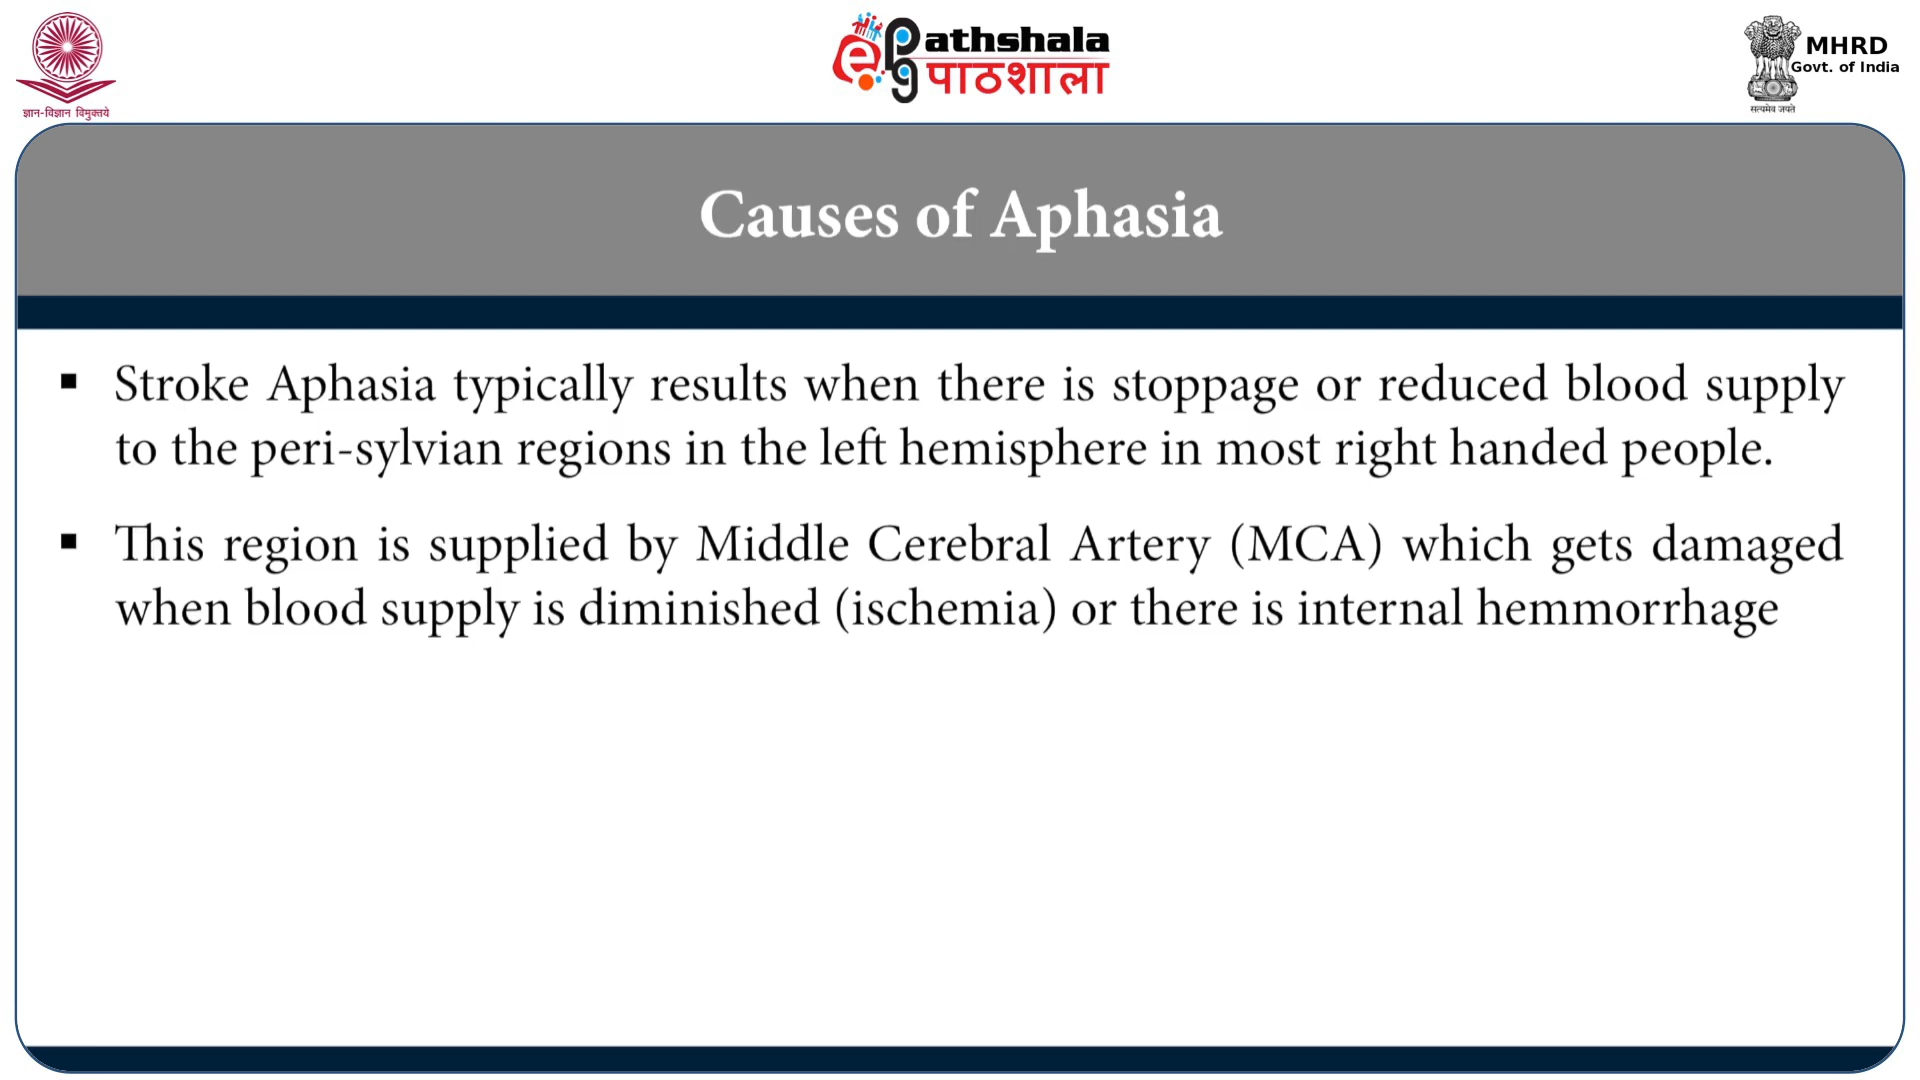 ज्ञान-विज्ञान विमुक्तये
ePg Pathshala
पाठशाला
MHRD
Govt. of India
सत्यमेव जयते
Causes of Aphasia
▪ Stroke Aphasia typically results when there is stoppage or reduced blood supply
to the peri-sylvian regions in the left hemisphere in most right handed people.
▪ This region is supplied by Middle Cerebral Artery (MCA) which gets damaged
when blood supply is diminished (ischemia) or there is internal hemmorrhage